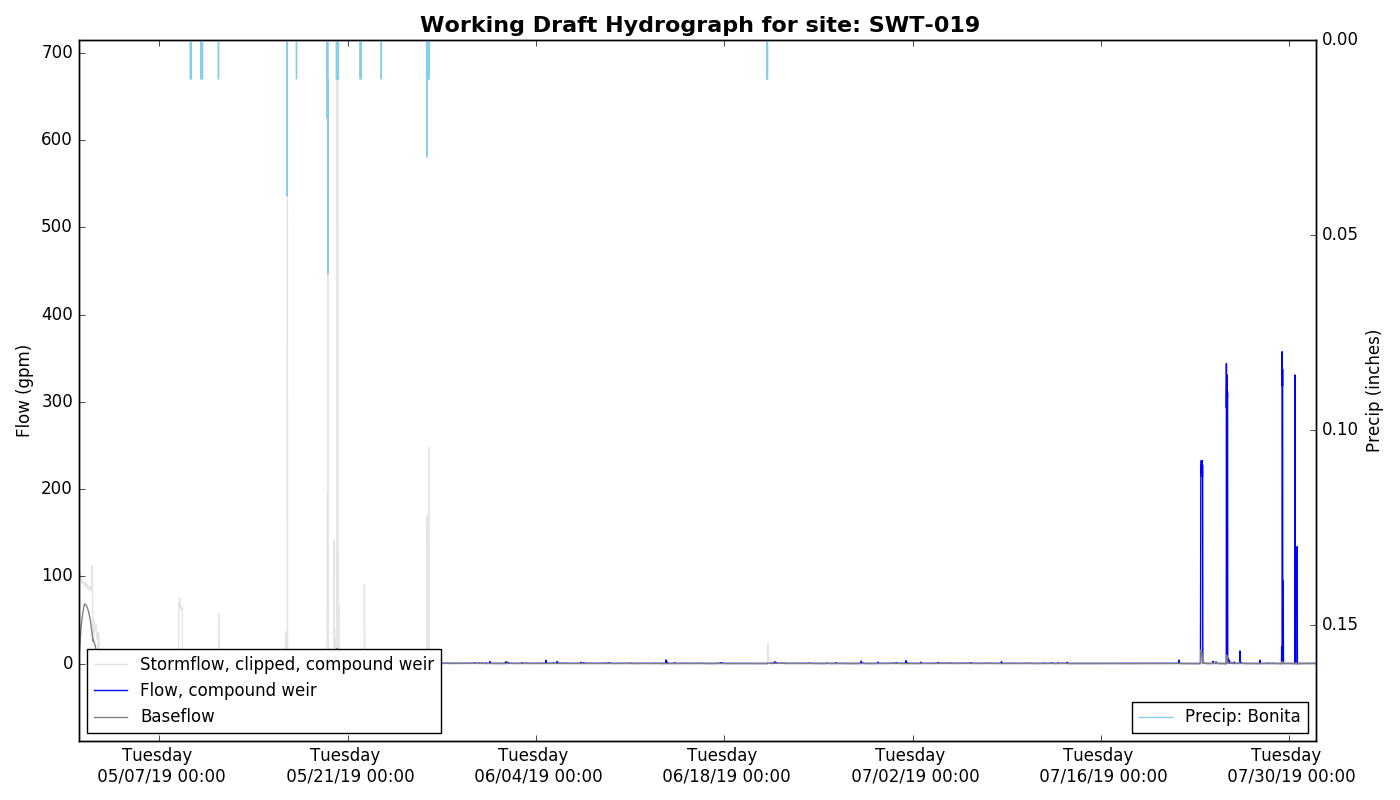 Working Draft Hydrograph for site: SWT-019
700
600
500
400
300
200
100
0
Flow (gpm)
0.00
0.05
0.10
0.15
Precip (inches)
Stormflow, clipped, compound weir
Flow, compound weir
Baseflow
Precip: Bonita
Tuesday
05/07/19 00:00
Tuesday
05/21/19 00:00
Tuesday
06/04/19 00:00
Tuesday
06/18/19 00:00
Tuesday
07/02/19 00:00
Tuesday
07/16/19 00:00
Tuesday
07/30/19 00:00